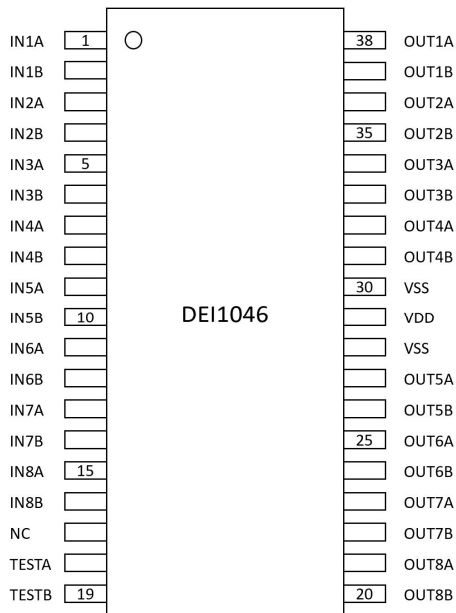 IN1A 1 38 OUT1A
IN1B OUT1B
IN2A OUT2A
IN2B 35 OUT2B
IN3A 5 OUT3A
IN3B OUT3B
IN4A OUT4A
IN4B OUT4B
IN5A 30 VSS
IN5B 10 DEI1046 VDD
IN6A VSS
IN6B OUT5A
IN7A OUT5B
IN7B 25 OUT6A
IN8A 15 OUT6B
IN8B OUT7A
NC OUT7B
TESTA OUT8A
TESTB 19 20 OUT8B